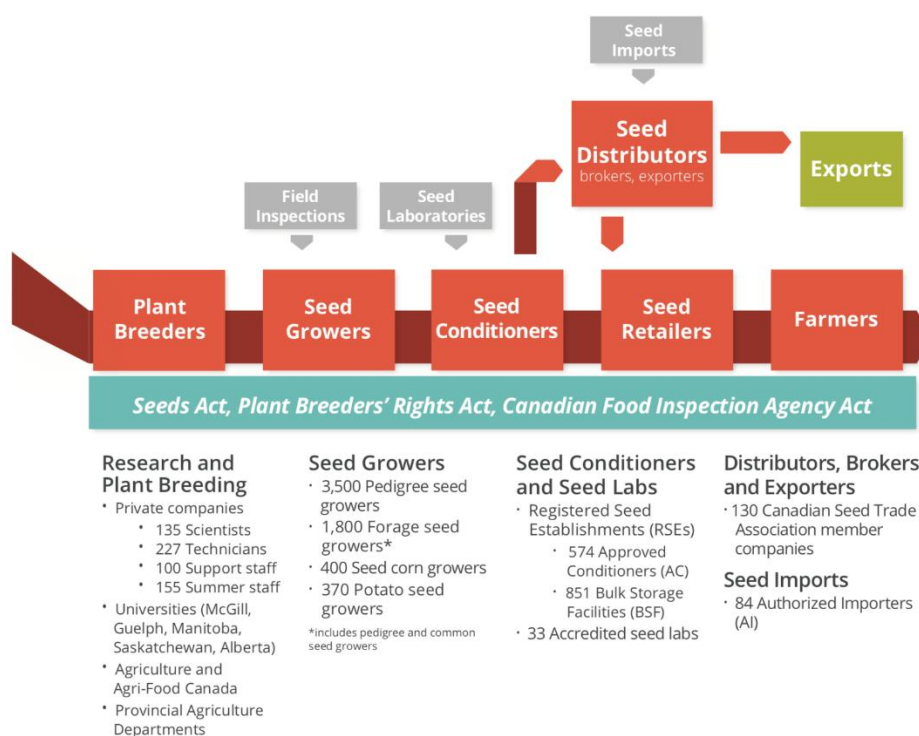 Seed
Imports
Seed
Distributors
brokers, exporters
Exports
Field
Inspections
Seed
Laboratories
Plant
Breeders
Seed
Growers
Seed
Conditioners
Seed
Retailers
Farmers
Seeds Act, Plant Breeders’ Rights Act, Canadian Food Inspection Agency Act
Research and
Plant Breeding
• Private companies
• 135 Scientists
• 227 Technicians
• 100 Support staff
• 155 Summer staff
• Universities (McGill,
Guelph, Manitoba,
Saskatchewan, Alberta)
• Agriculture and
Agri-Food Canada
• Provincial Agriculture
Departments
Seed Growers
· 3,500 Pedigree seed
growers
· 1,800 Forage seed
growers*
· 400 Seed corn growers
· 370 Potato seed
growers
*includes pedigree and common
seed growers
Seed Conditioners
and Seed Labs
· Registered Seed
Establishments (RSEs)
· 574 Approved
Conditioners (AC)
· 851 Bulk Storage
Facilities (BSF)
· 33 Accredited seed labs
Distributors, Brokers
and Exporters
· 130 Canadian Seed Trade
Association member
companies
Seed Imports
· 84 Authorized Importers
(AI)